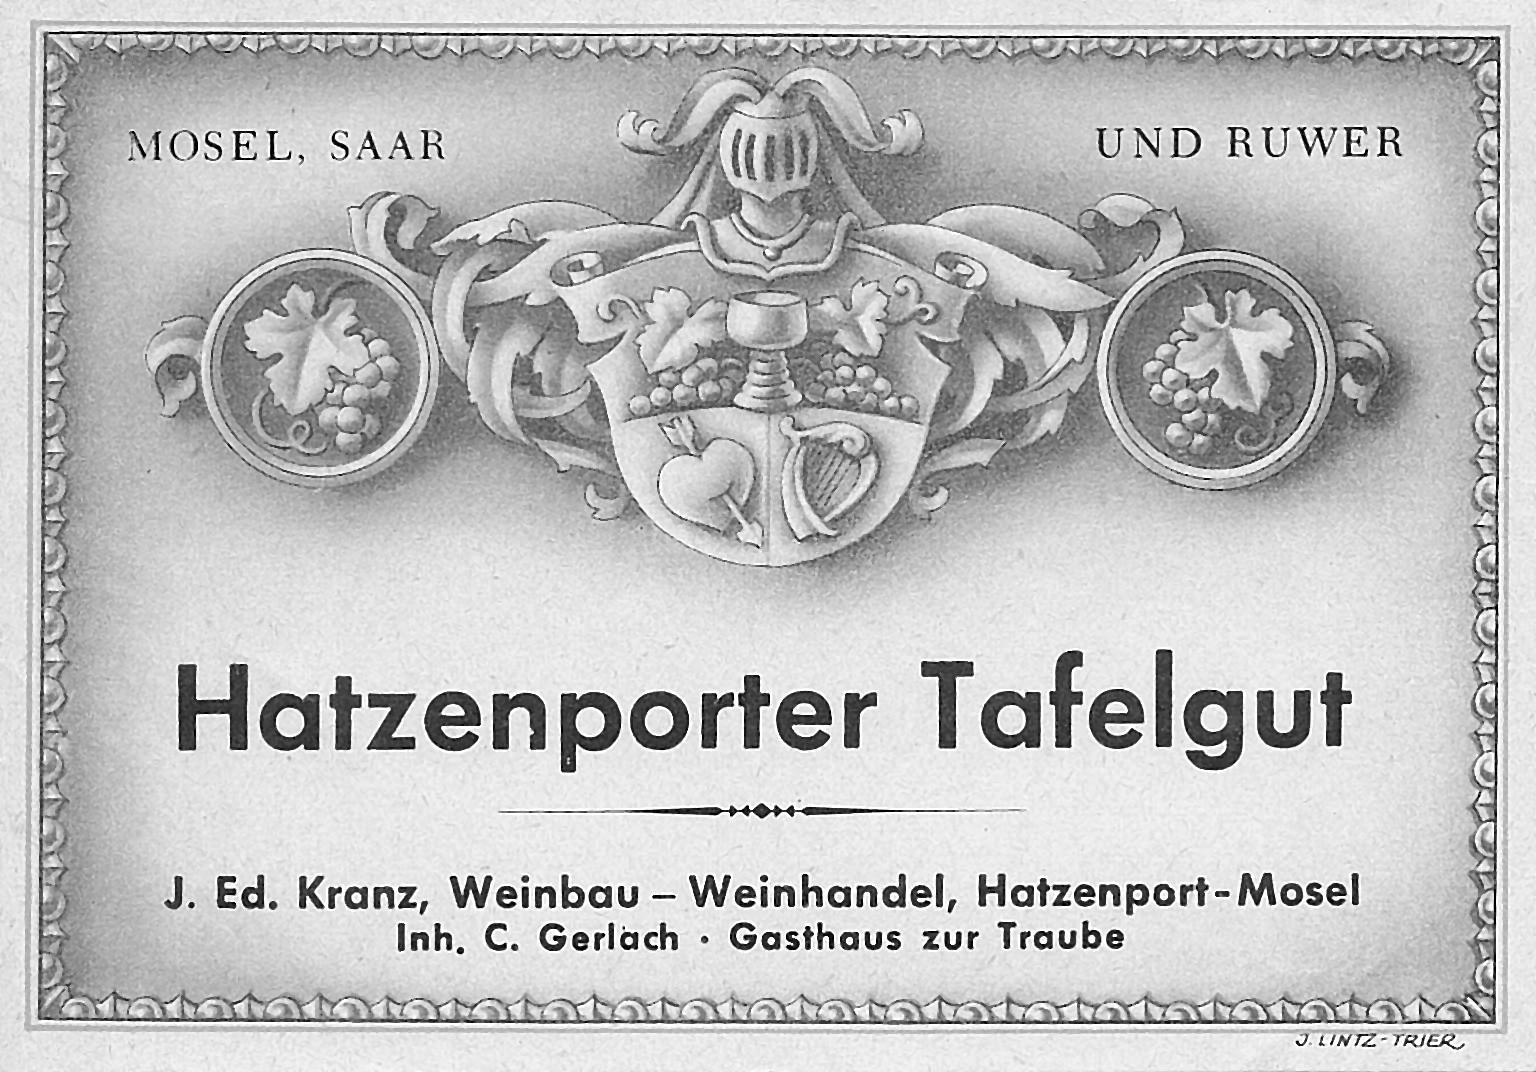 MOSEL, SAAR UND RUWER
Hatzenporter Tafelgut
J. Ed. Kranz, Weinbau – Weinhandel, Hatzenport-Mosel
Inh. C. Gerlach · Gasthaus zur Traube
J. LINTZ-TRIER